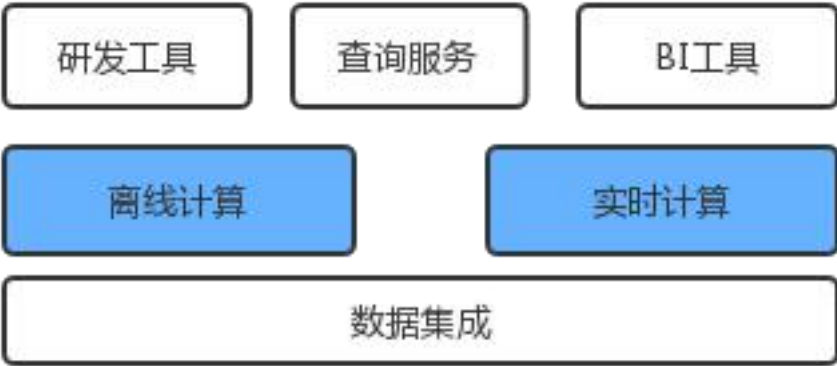 研发工具
查询服务
BI工具
离线计算
实时计算
数据集成